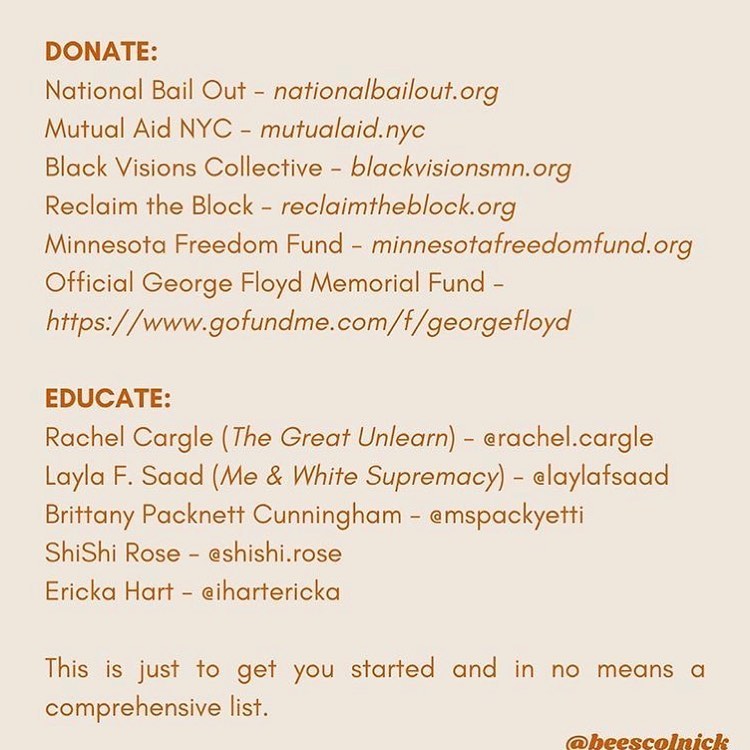 DONATE:
National Bail Out - nationalbailout.org
Mutual Aid NYC - mutualaid.nyc
Black Visions Collective - blackvisionsmn.org
Reclaim the Block - reclaimtheblock.org
Minnesota Freedom Fund - minnesotafreedomfund.org
Official George Floyd Memorial Fund -
https://www.gofundme.com/f/georgefloyd
EDUCATE:
Rachel Cargle (The Great Unlearn) - @rachel.cargle
Layla F. Saad (Me & White Supremacy) - @laylafsaad
Brittany Packnett Cunningham - @mspackyetti
ShiShi Rose - @shishi.rose
Ericka Hart - @ihartericka
This is just to get you started and in no means a
comprehensive list.
@beescolnick